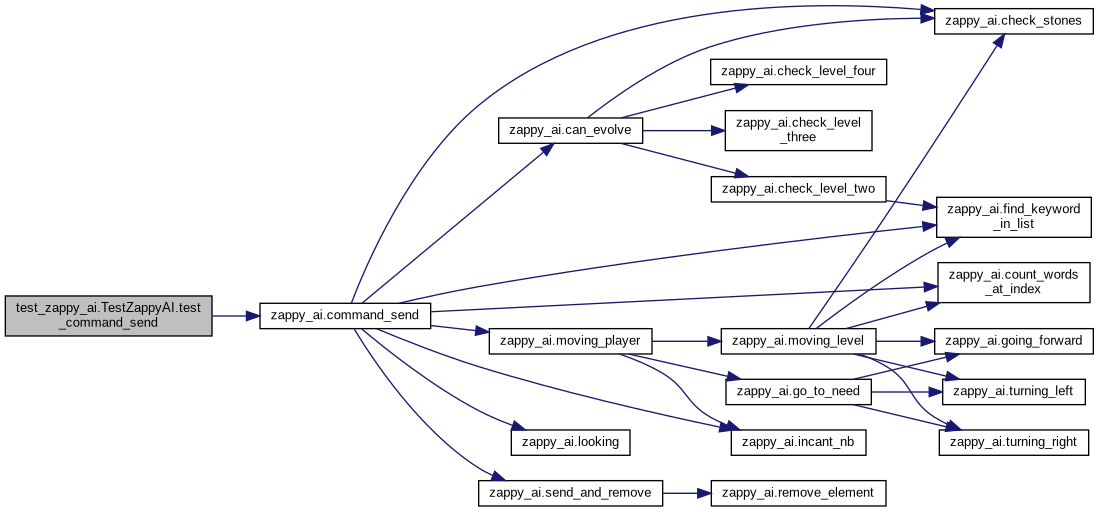 test_zappy_ai.TestZappyAI.test
_command_send
zappy_ai.command_send
zappy_ai.can_evolve
zappy_ai.moving_player
zappy_ai.looking
zappy_ai.send_and_remove
zappy_ai.check_level_four
zappy_ai.check_level
_three
zappy_ai.check_level_two
zappy_ai.moving_level
zappy_ai.go_to_need
zappy_ai.incant_nb
zappy_ai.remove_element
zappy_ai.check_stones
zappy_ai.find_keyword
_in_list
zappy_ai.count_words
_at_index
zappy_ai.going_forward
zappy_ai.turning_left
zappy_ai.turning_right